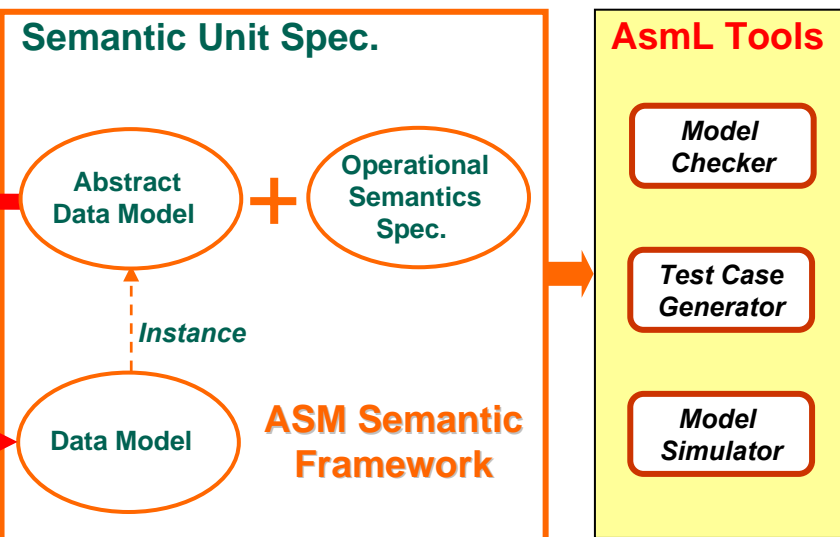 Semantic Unit Spec.
Abstract
Data Model
+
Operational
Semantics
Spec.
Instance
Data Model
ASM Semantic
Framework
AsmL Tools
Model
Checker
Test Case
Generator
Model
Simulator